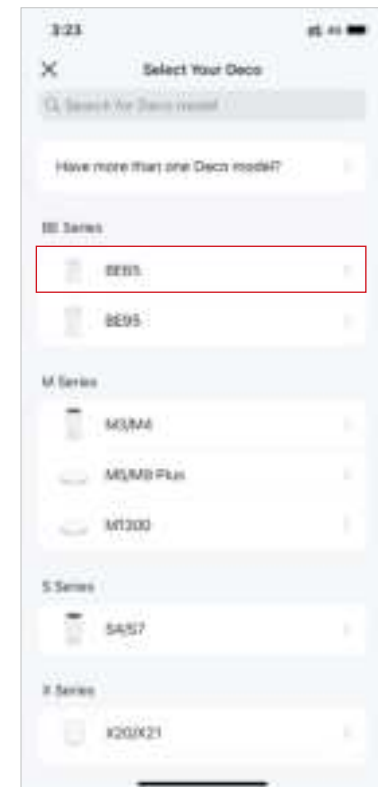 3:23
Select Your Deco
Search for Deco model
Have more than one Deco model?
BE Series
BE95
M Series
M3/M4
M5/M9 Plus
M1300
S Series
S4/S7
X Series
X20/X21